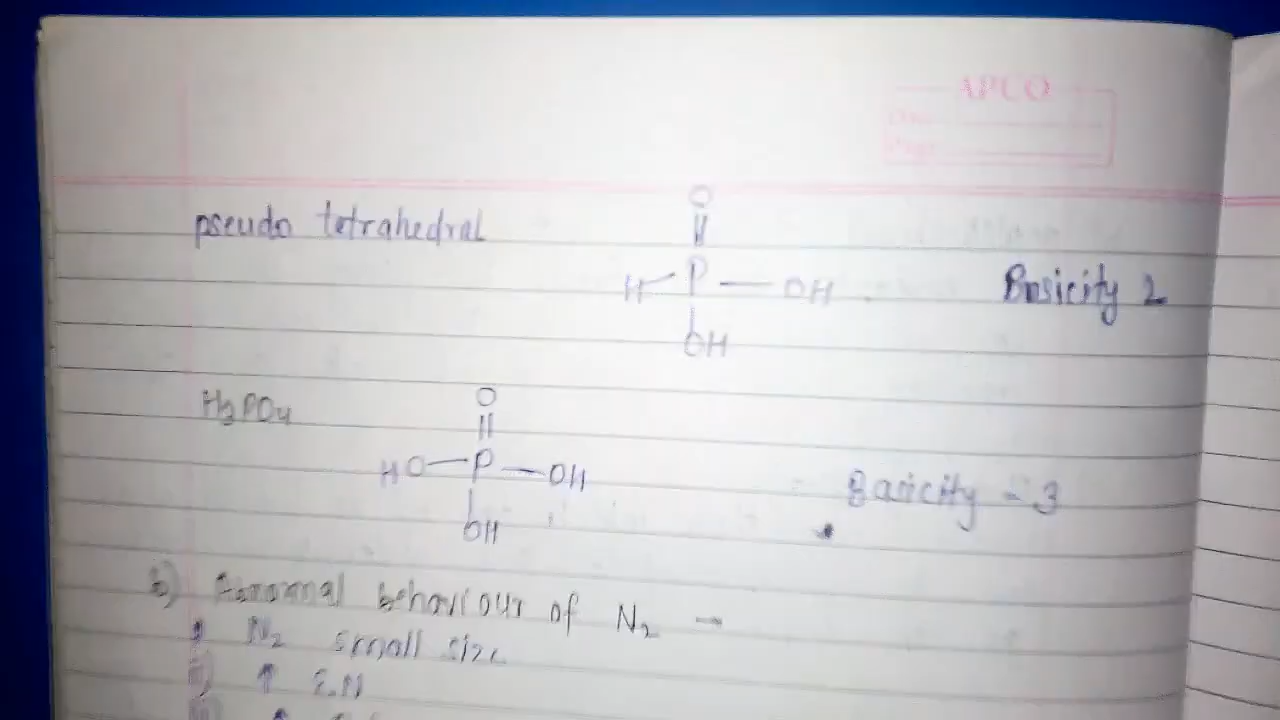 APCO
pseudo tetrahedral
O
||
H - P - OH
|
OH
Basicity 2
H3PO4
O
||
HO - P - OH
|
OH
Basicity - 3
behaviour of N2 →
N2 small size
ii) ↑ E.N